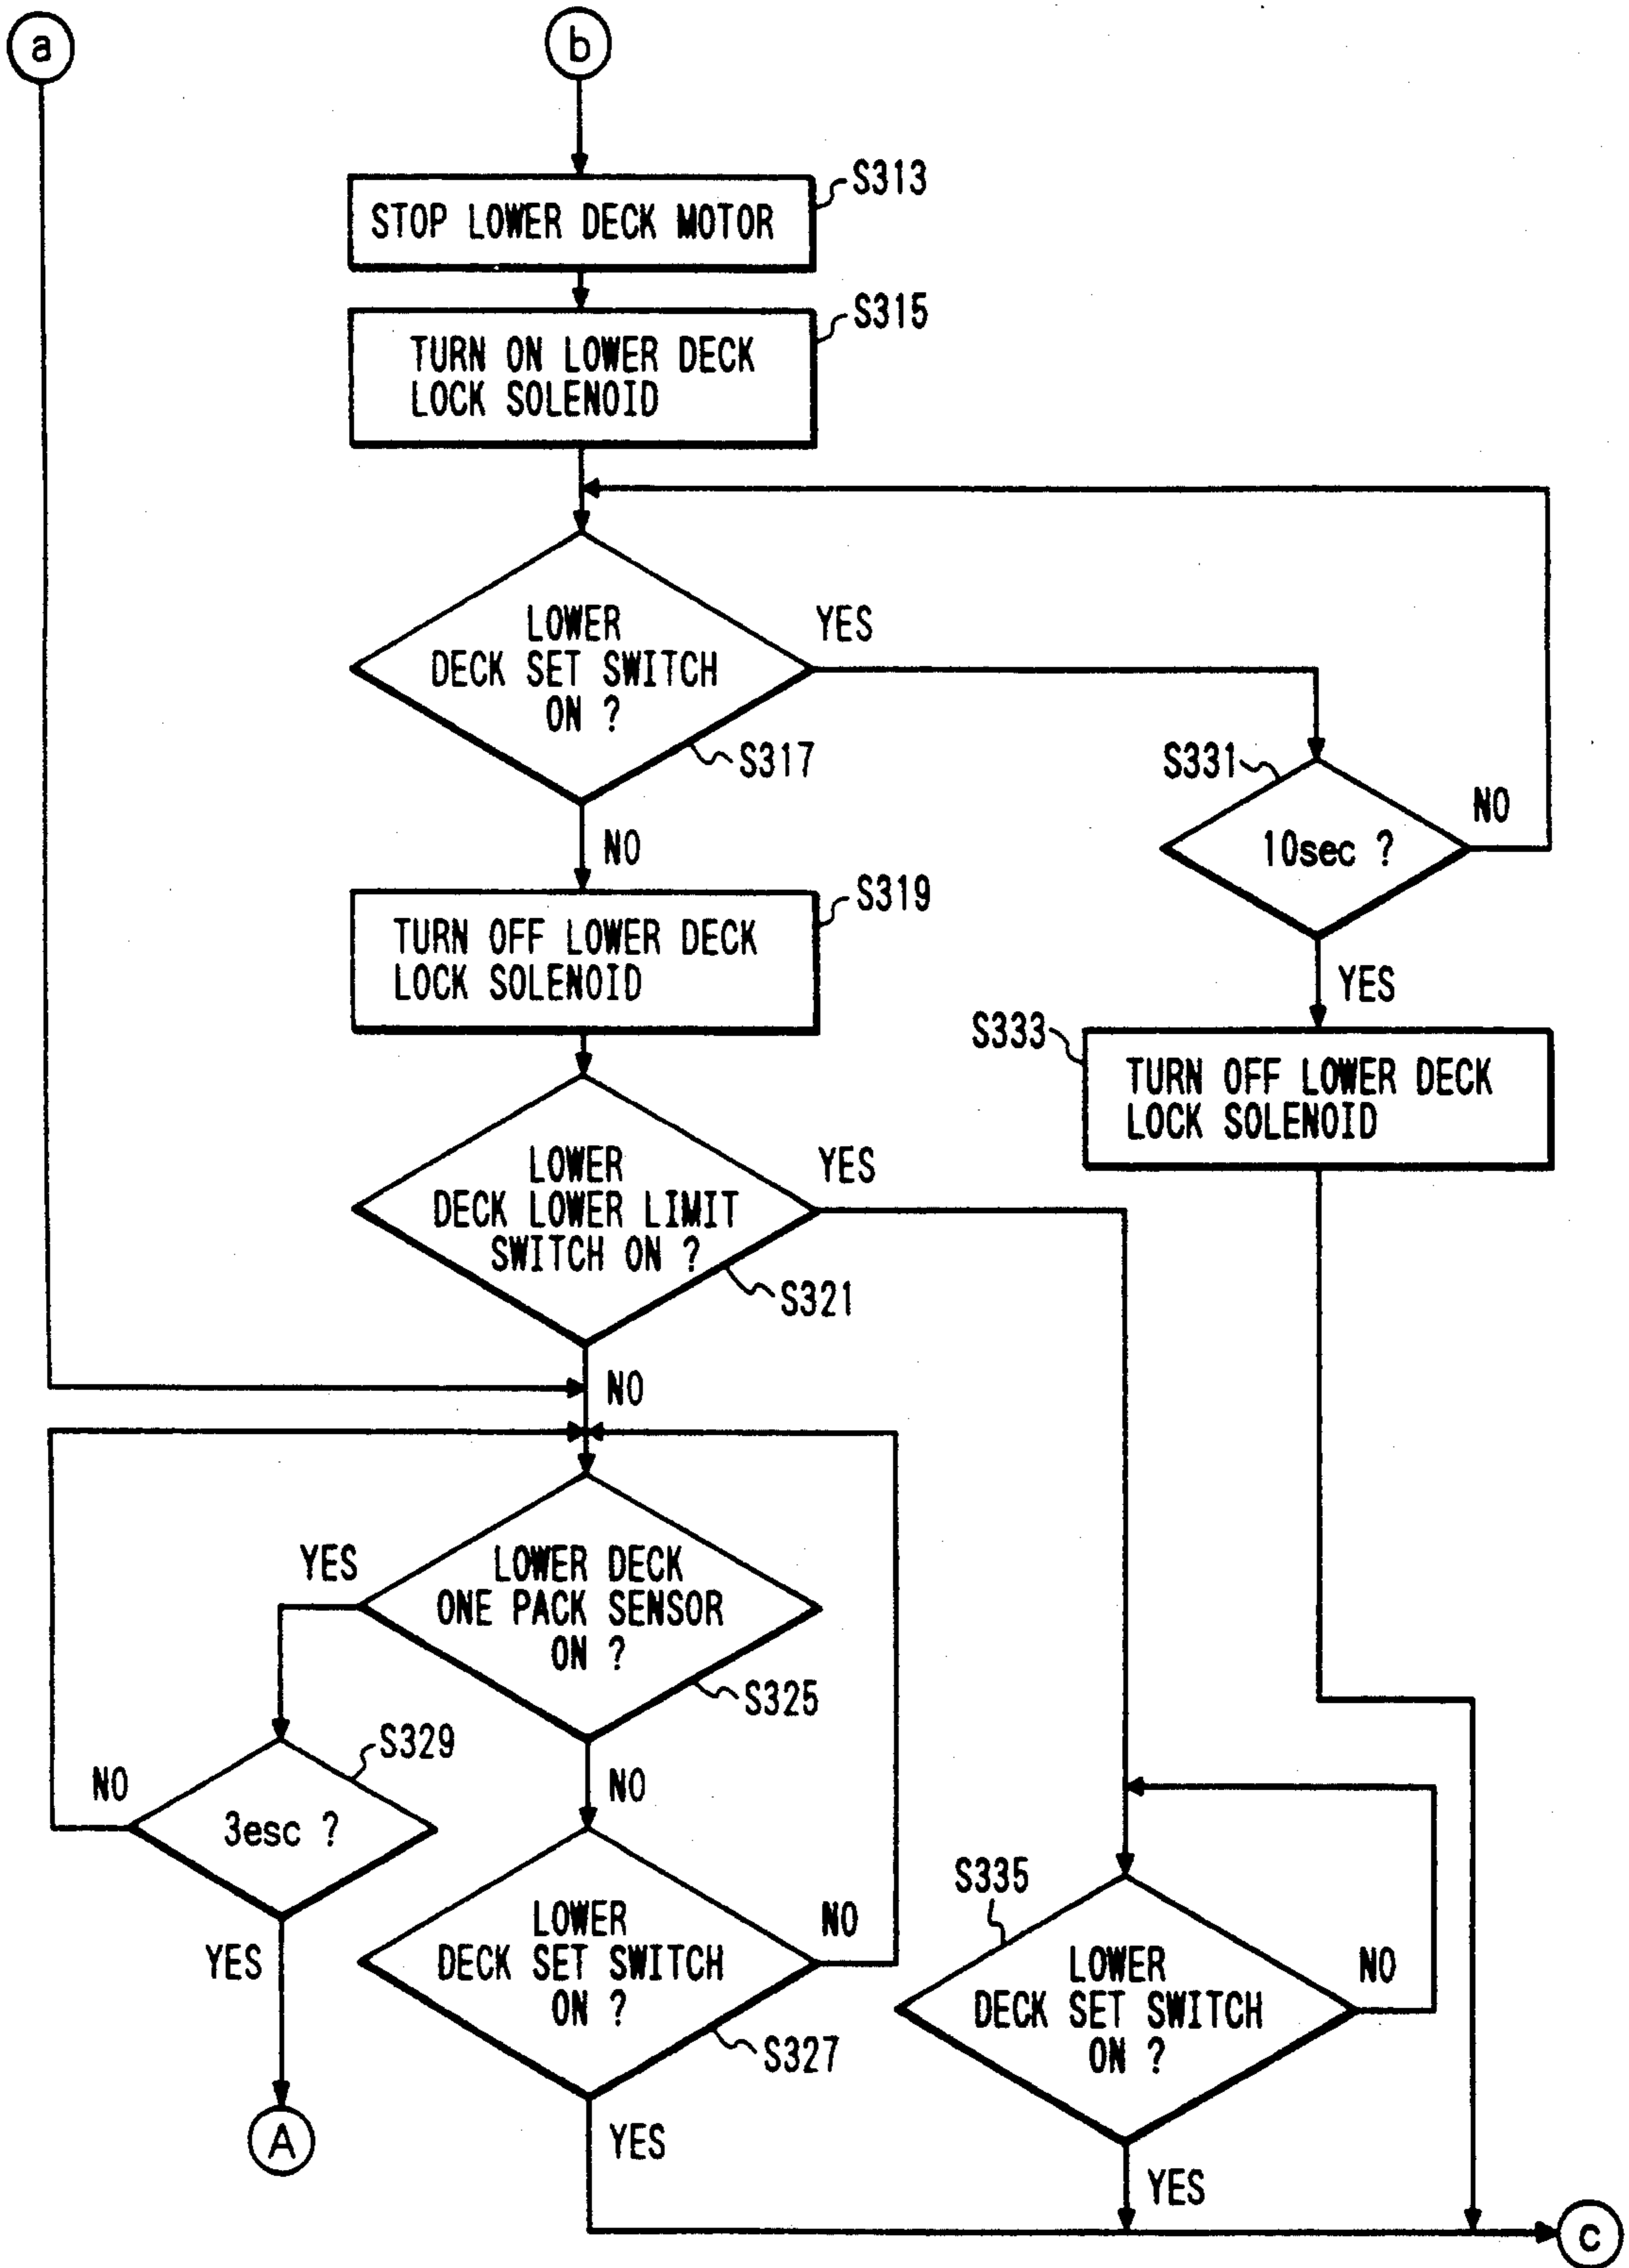 a
b
S313
STOP LOWER DECK MOTOR
S315
TURN ON LOWER DECK
LOCK SOLENOID
LOWER
DECK SET SWITCH
ON ?
YES
S317
S331
10sec ?
NO
NO
S319
TURN OFF LOWER DECK
LOCK SOLENOID
YES
S333
TURN OFF LOWER DECK
LOCK SOLENOID
LOWER
DECK LOWER LIMIT
SWITCH ON ?
YES
S321
NO
YES
LOWER DECK
ONE PACK SENSOR
ON ?
S325
S329
NO
3esc ?
NO
YES
LOWER
DECK SET SWITCH
ON ?
NO
S327
S335
LOWER
DECK SET SWITCH
ON ?
NO
A
YES
YES
c